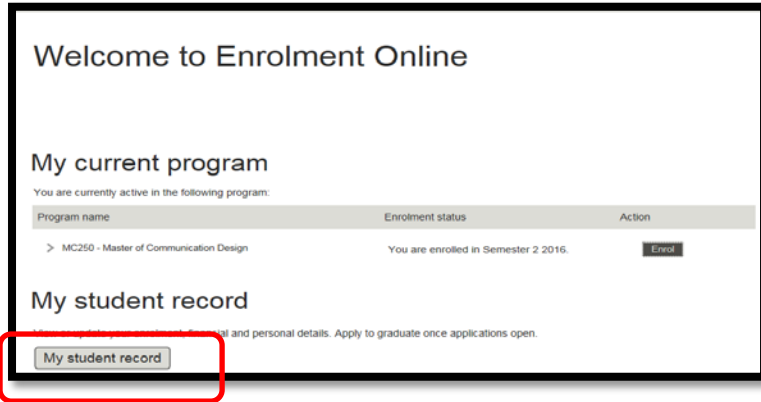 Welcome to Enrolment Online
My current program
You are currently active in the following program:
Program name Enrolment status Action
> MC250 - Master of Communication Design You are enrolled in Semester 2 2016. Enrol
My student record
View or update your enrolment, financial and personal details. Apply to graduate once applications open.
My student record